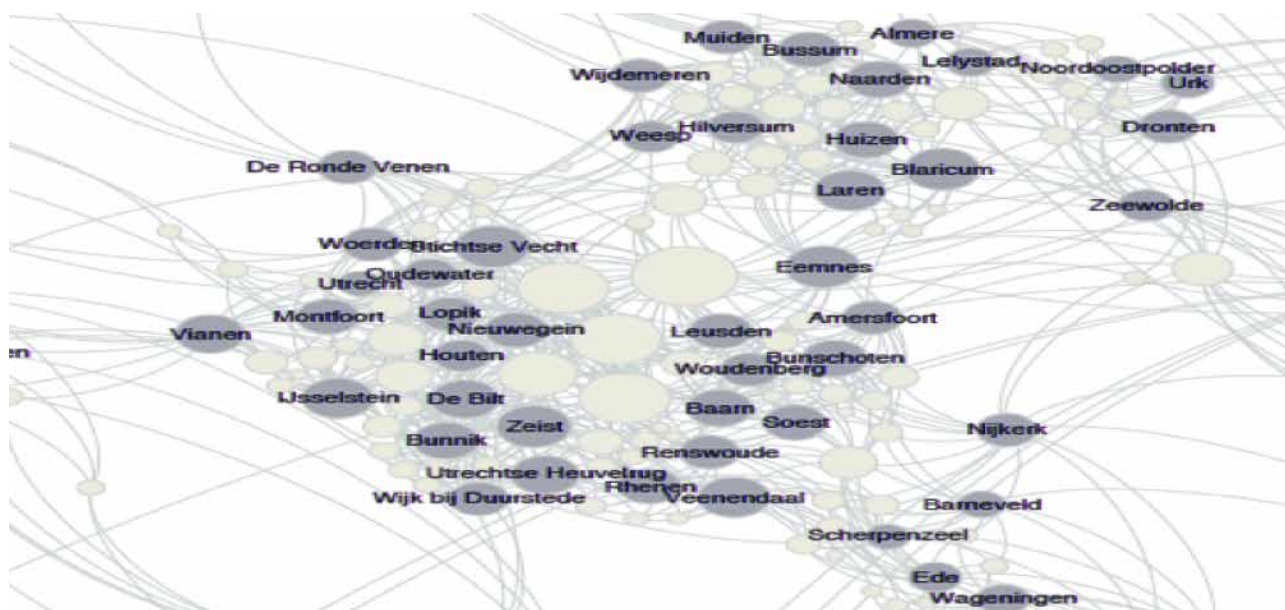 Muiden
Almere
Bussum
Lelystad
Noordoostpolder
Wijdemeren
Naarden
Urk
Weesp
Hilversum
Huizen
Dronten
De Ronde Venen
Blaricum
Laren
Zeewolde
Woerden
Stichtse Vecht
Eemnes
Utrecht
Oudewater
Montfoort
Lopik
Amersfoort
Vianen
Nieuwegein
Leusden
en
Houten
Bunschoten
Woudenberg
IJsselstein
De Bilt
Baarn
Soest
Zeist
Nijkerk
Bunnik
Renswoude
Utrechtse Heuvelrug
Rhenen
Wijk bij Duurstede
Veenendaal
Barneveld
Scherpenzeel
Ede
Wageningen